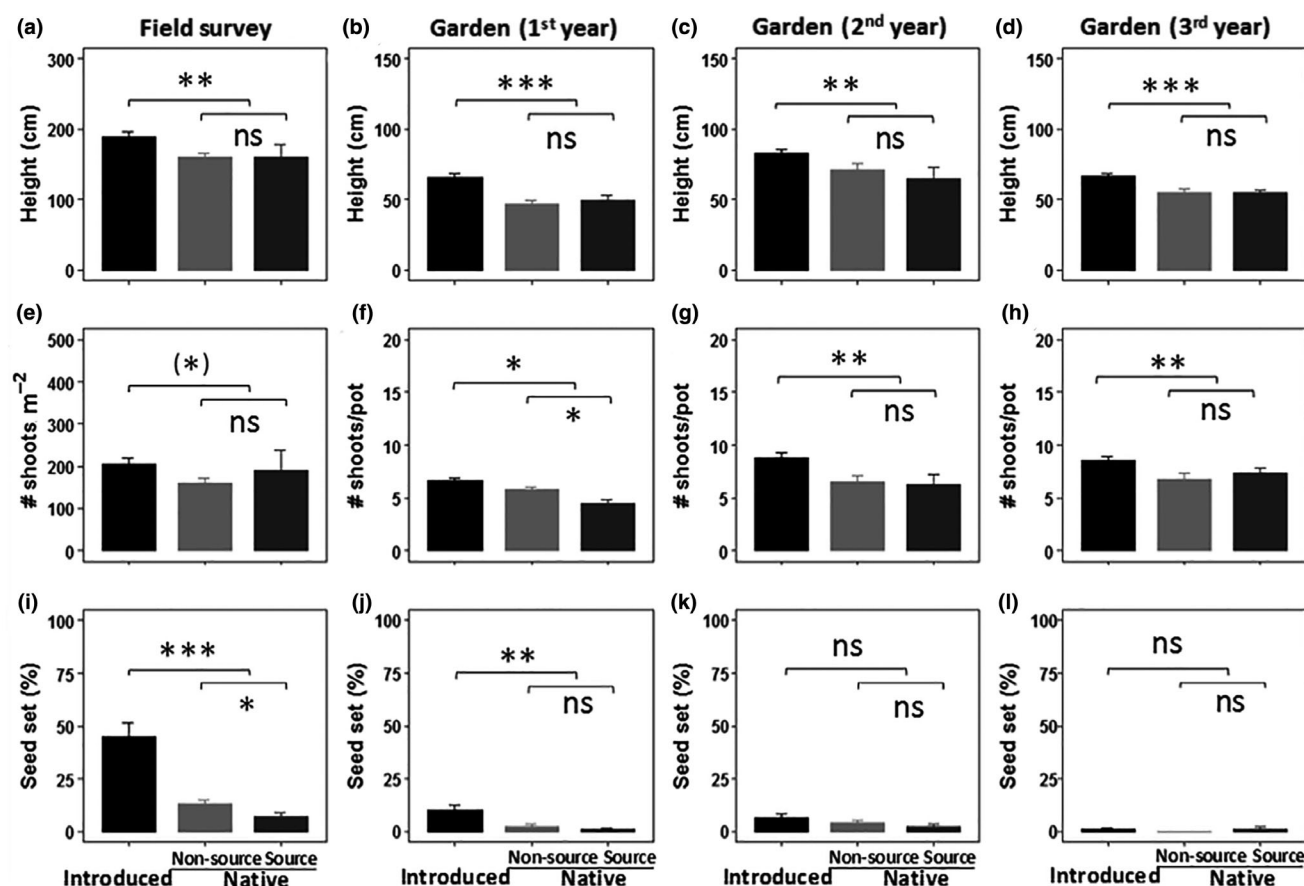 (a) Field survey (b) Garden (1st year) (c) Garden (2nd year) (d) Garden (3rd year)
300 150 150 150
** *** ** ***
200 ns 100 ns 100 ns 100 ns
Height (cm) Height (cm) Height (cm) Height (cm)
100 50 50 50
0 0 0 0
(e) (f) (g) (h)
500 20 20 20
400 (*) * ** **
300 ns 15 * 15 ns 15 ns
# shoots m−2 # shoots/pot # shoots/pot # shoots/pot
200 10 10 10
100 5 5 5
0 0 0 0
(i) (j) (k) (l)
100 100 100 100
*** ** ns ns
75 * 75 ns 75 ns 75 ns
Seed set (%) Seed set (%) Seed set (%) Seed set (%)
50 50 50 50
25 25 25 25
0 0 0 0
Non-source Source Non-source Source Non-source Source Non-source Source
Introduced Native Introduced Native Introduced Native Introduced Native